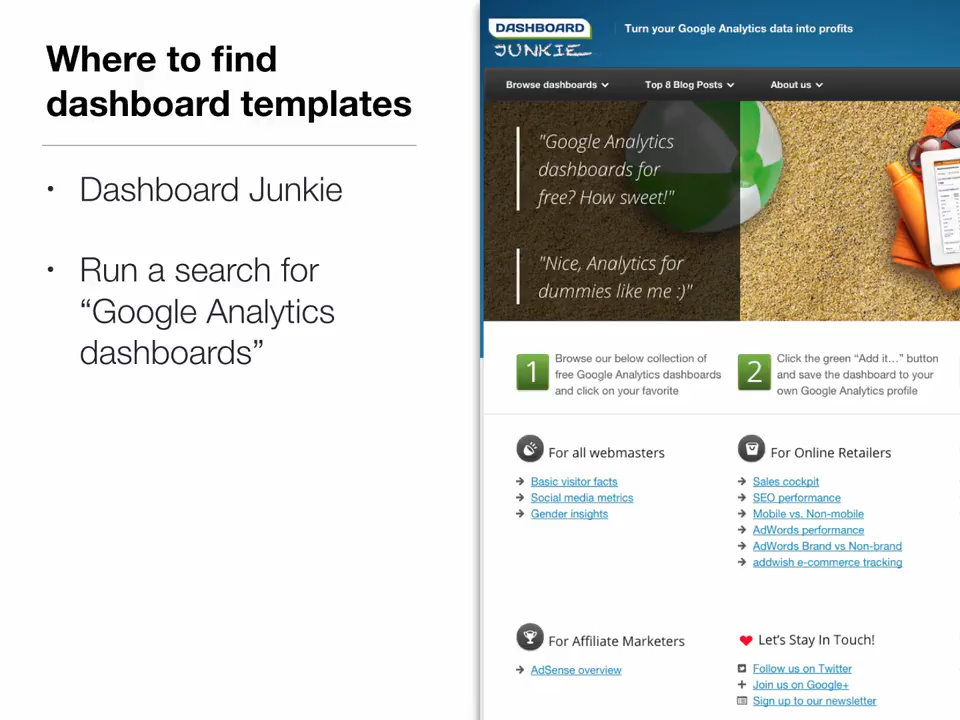 Where to find
dashboard templates
• Dashboard Junkie
• Run a search for
“Google Analytics
dashboards”
DASHBOARD
JUNKIE
Turn your Google Analytics data into profits
Browse dashboards
Top 8 Blog Posts
About us
"Google Analytics
dashboards for
free? How sweet!"
"Nice, Analytics for
dummies like me :)"
1
Browse our below collection of
free Google Analytics dashboards
and click on your favorite
2
Click the green “Add it...” button
and save the dashboard to your
own Google Analytics profile
For all webmasters
Basic visitor facts
Social media metrics
Gender insights
For Online Retailers
Sales cockpit
SEO performance
Mobile vs. Non-mobile
AdWords performance
AdWords Brand vs Non-brand
addwish e-commerce tracking
For Affiliate Marketers
AdSense overview
Let's Stay In Touch!
Follow us on Twitter
Join us on Google+
Sign up to our newsletter